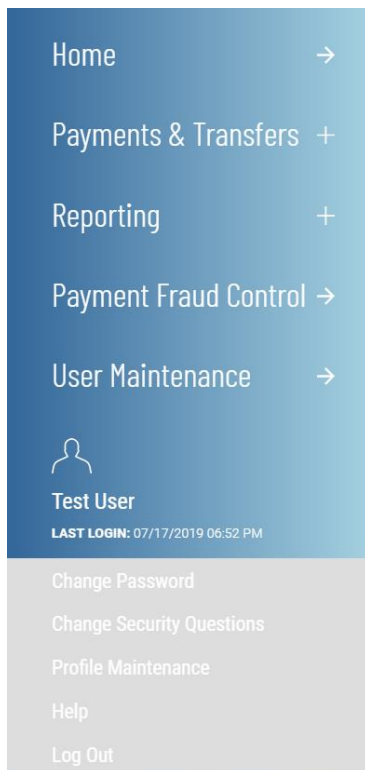 Home
Payments & Transfers
Reporting
Payment Fraud Control
User Maintenance
Test User
LAST LOGIN: 07/17/2019 06:52 PM
Change Password
Change Security Questions
Profile Maintenance
Help
Log Out